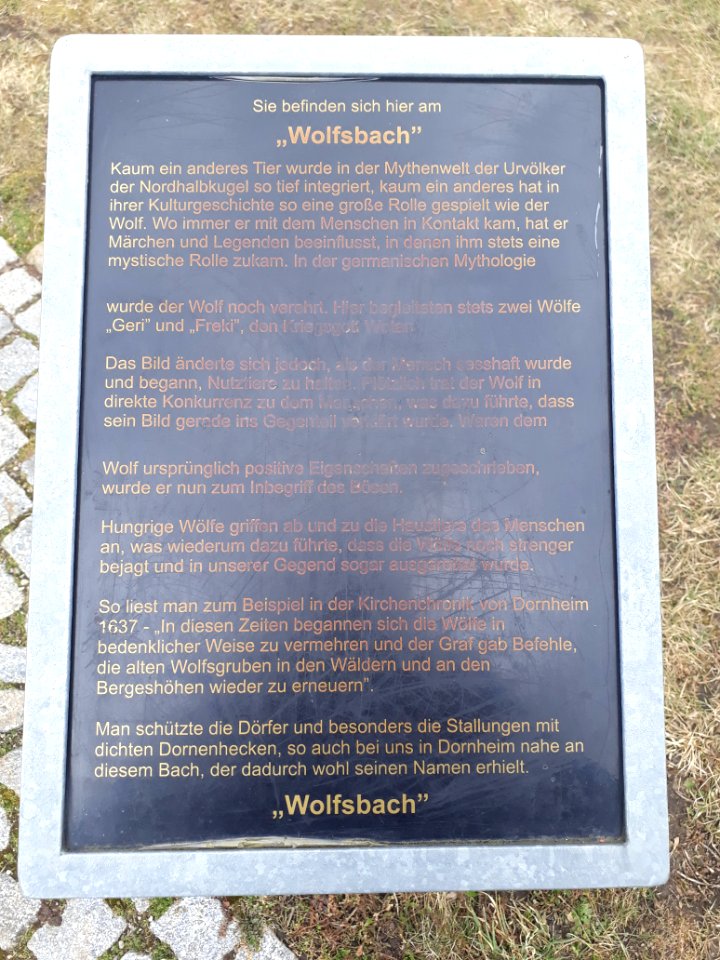 Sie befinden sich hier am
„Wolfsbach”
Kaum ein anderes Tier wurde in der Mythenwelt der Urvölker
der Nordhalbkugel so tief integriert, kaum ein anderes hat in
ihrer Kulturgeschichte so eine große Rolle gespielt wie der
Wolf. Wo immer er mit dem Menschen in Kontakt kam, hat er
Märchen und Legenden beeinflusst, in denen ihm stets eine
mystische Rolle zukam. In der germanischen Mythologie
wurde der Wolf noch verehrt. Hier begleiteten stets zwei Wölfe
„Geri” und „Freki”, den Kriegsgott Wotan
Das Bild änderte sich jedoch, als der Mensch sesshaft wurde
und begann, Nutztiere zu halten. Plötzlich trat der Wolf in
direkte Konkurrenz zu dem Menschen, was dazu führte, dass
sein Bild gerade ins Gegenteil verkehrt wurde. Waren dem
Wolf ursprünglich positive Eigenschaften zugeschrieben,
wurde er nun zum Inbegriff des Bösen.
Hungrige Wölfe griffen ab und zu die Haustiere des Menschen
an, was wiederum dazu führte, dass die Wölfe noch strenger
bejagt und in unserer Gegend sogar ausgerottet wurde.
So liest man zum Beispiel in der Kirchenchronik von Dornheim
1637 - „In diesen Zeiten begannen sich die Wölfe in
bedenklicher Weise zu vermehren und der Graf gab Befehle,
die alten Wolfsgruben in den Wäldern und an den
Bergeshöhen wieder zu erneuern”.
Man schützte die Dörfer und besonders die Stallungen mit
dichten Dornenhecken, so auch bei uns in Dornheim nahe an
diesem Bach, der dadurch wohl seinen Namen erhielt.
„Wolfsbach”